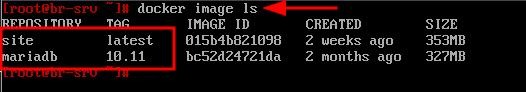 [root@br-srv ~]# docker image ls
REPOSITORY TAG IMAGE ID CREATED SIZE
site latest 015b4b821098 2 weeks ago 353MB
mariadb 10.11 bc52d24721da 2 months ago 327MB
[root@br-srv ~]#